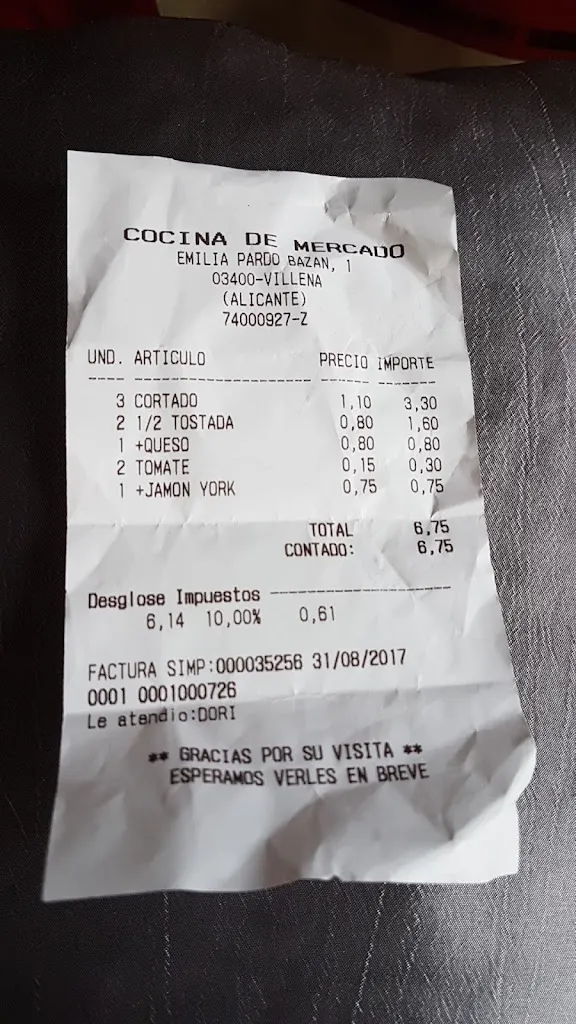 COCINA DE MERCADO
EMILIA PARDO BAZAN, 1
03400-VILLENA
(ALICANTE)
74000927-Z
UND. ARTICULO PRECIO IMPORTE
3 CORTADO 1,10 3,30
2 1/2 TOSTADA 0,80 1,60
1 +QUESO 0,80 0,80
2 TOMATE 0,15 0,30
1 +JAMON YORK 0,75 0,75
TOTAL 6,75
CONTADO: 6,75
Desglose Impuestos
6,14 10,00% 0,61
FACTURA SIMP:000035256 31/08/2017
0001 0001000726
Le atendio:DORI
** GRACIAS POR SU VISITA **
ESPERAMOS VERLES EN BREVE